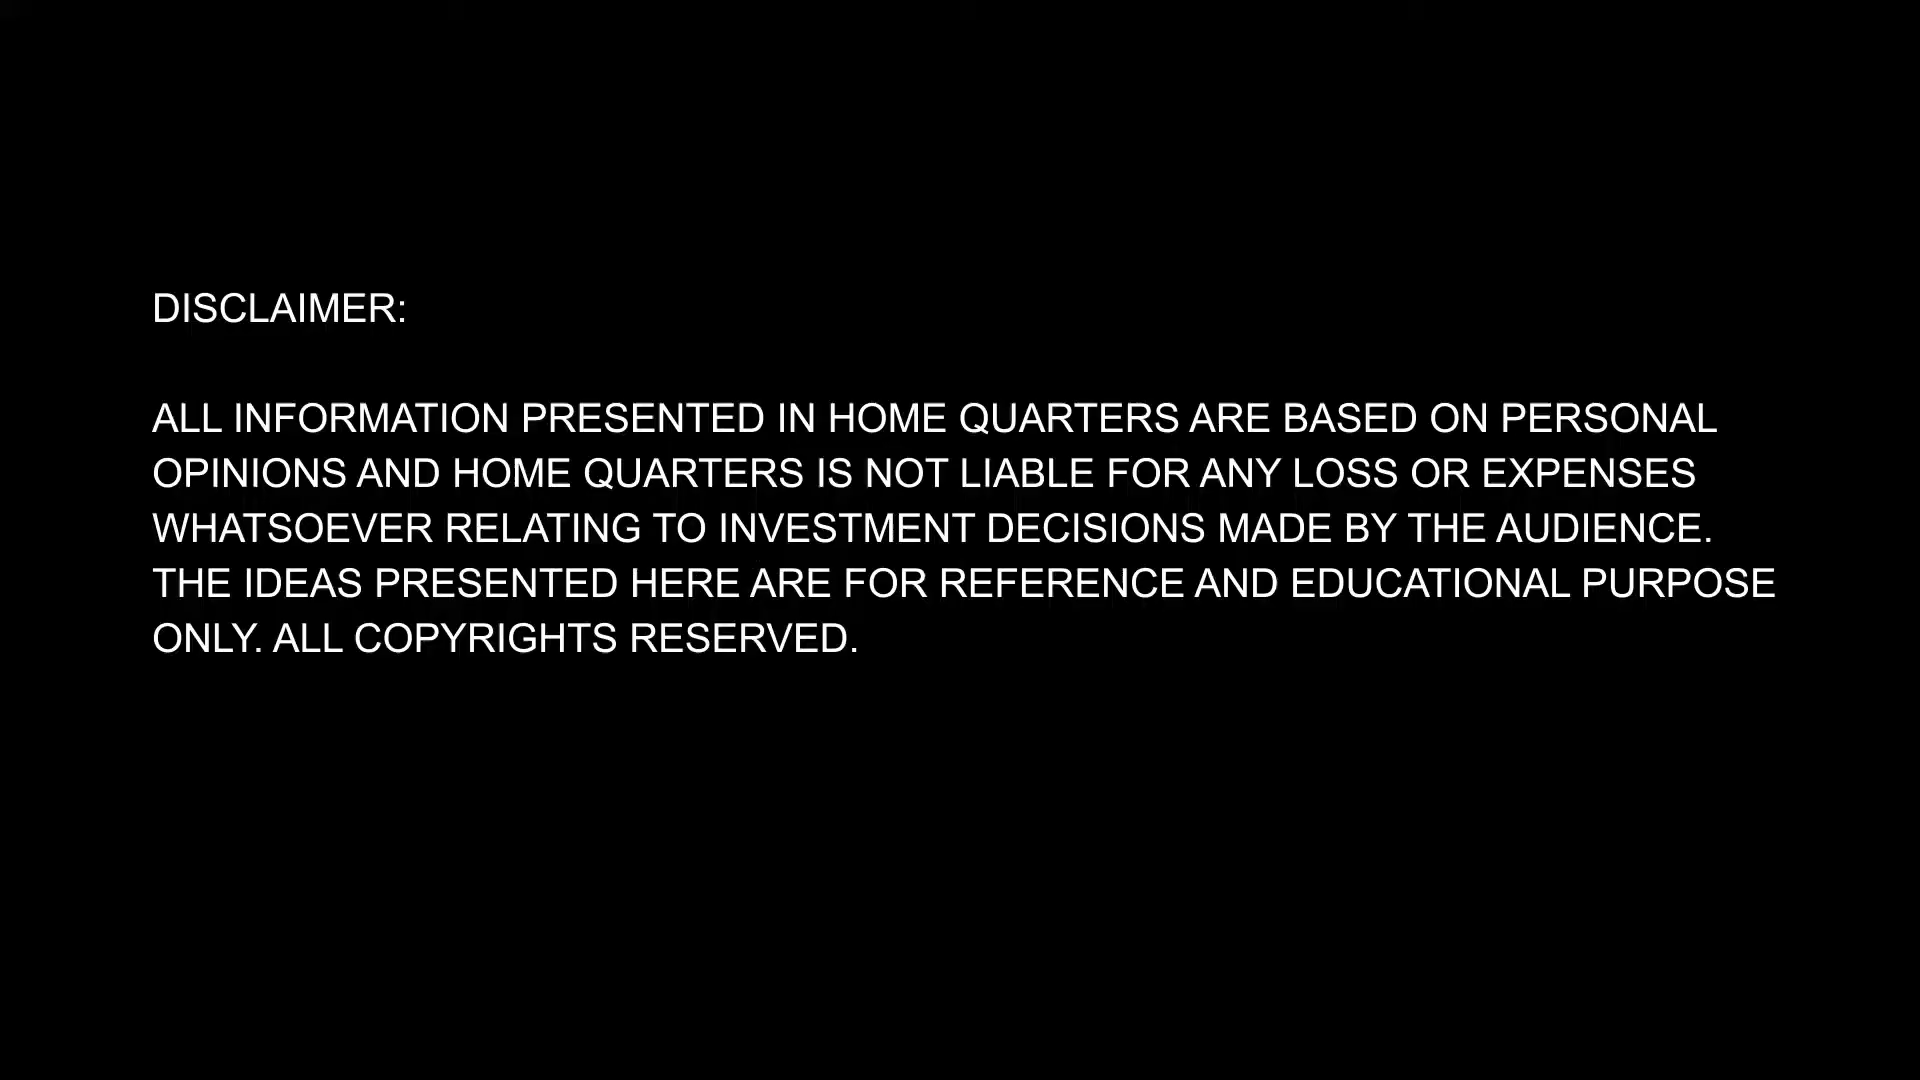 DISCLAIMER:
ALL INFORMATION PRESENTED IN HOME QUARTERS ARE BASED ON PERSONAL
OPINIONS AND HOME QUARTERS IS NOT LIABLE FOR ANY LOSS OR EXPENSES
WHATSOEVER RELATING TO INVESTMENT DECISIONS MADE BY THE AUDIENCE.
THE IDEAS PRESENTED HERE ARE FOR REFERENCE AND EDUCATIONAL PURPOSE
ONLY. ALL COPYRIGHTS RESERVED.